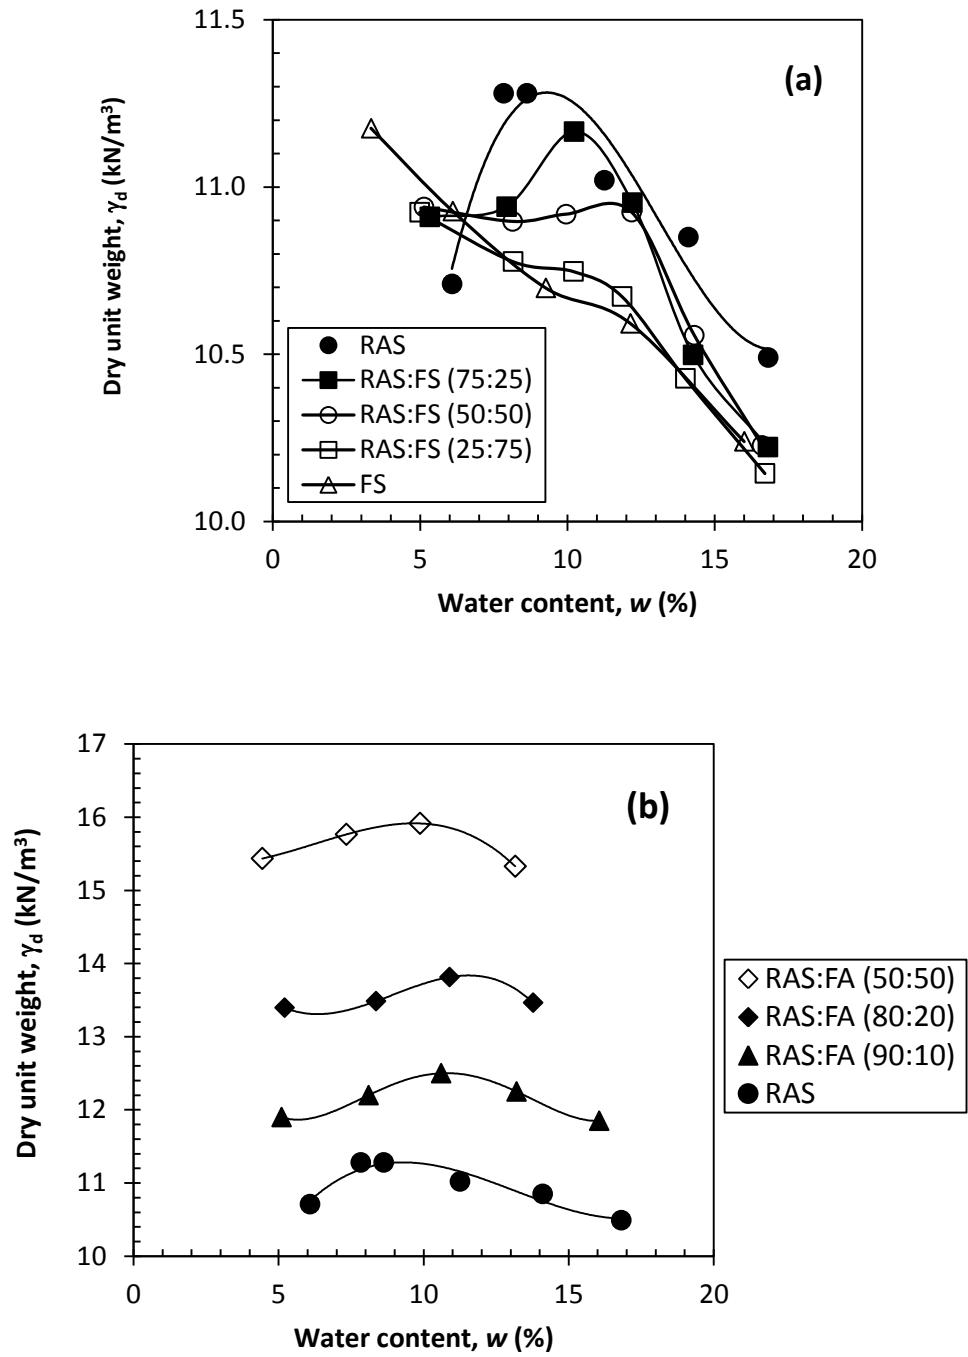 11.5
(a)
11.0
Dry unit weight, γd (kN/m³)
10.5
RAS
RAS:FS (75:25)
RAS:FS (50:50)
RAS:FS (25:75)
FS
10.0
0 5 10 15 20
Water content, w (%)
17
(b)
16
15
14
13
12
11
10
Dry unit weight, γd (kN/m³)
RAS:FA (50:50)
RAS:FA (80:20)
RAS:FA (90:10)
RAS
0 5 10 15 20
Water content, w (%)